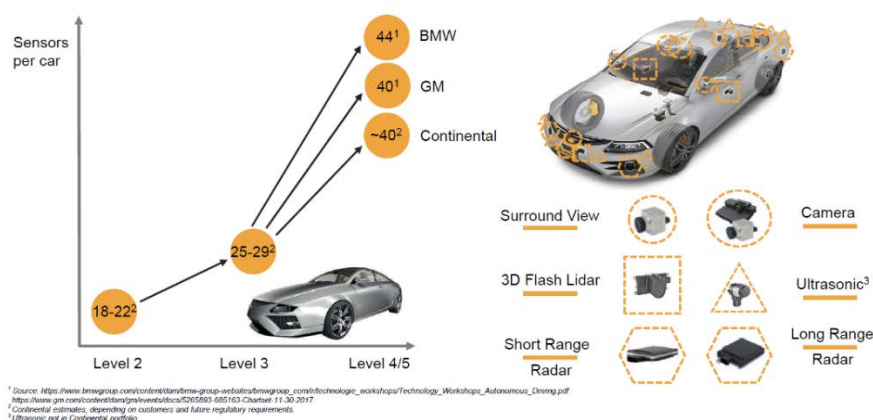 Sensors
per car
44¹ BMW
40¹ GM
~40² Continental
25-29²
18-22²
Level 2 Level 3 Level 4/5
Surround View
Camera
3D Flash Lidar
Ultrasonic³
Short Range
Radar
Long Range
Radar
¹ Source: https://www.bmwgroup.com/content/dam/bmw-group-websites/bmwgroup_com/ir/technologie_workshops/Technology_Workshops_Autonomous_Driving.pdf
https://www.gm.com/content/dam/gm/events/docs/5265893-685163-Chartset-11-30-2017.
² Continental estimates, depending on customers and future regulatory requirements.
³ Ultrasonic not in Continental portfolio